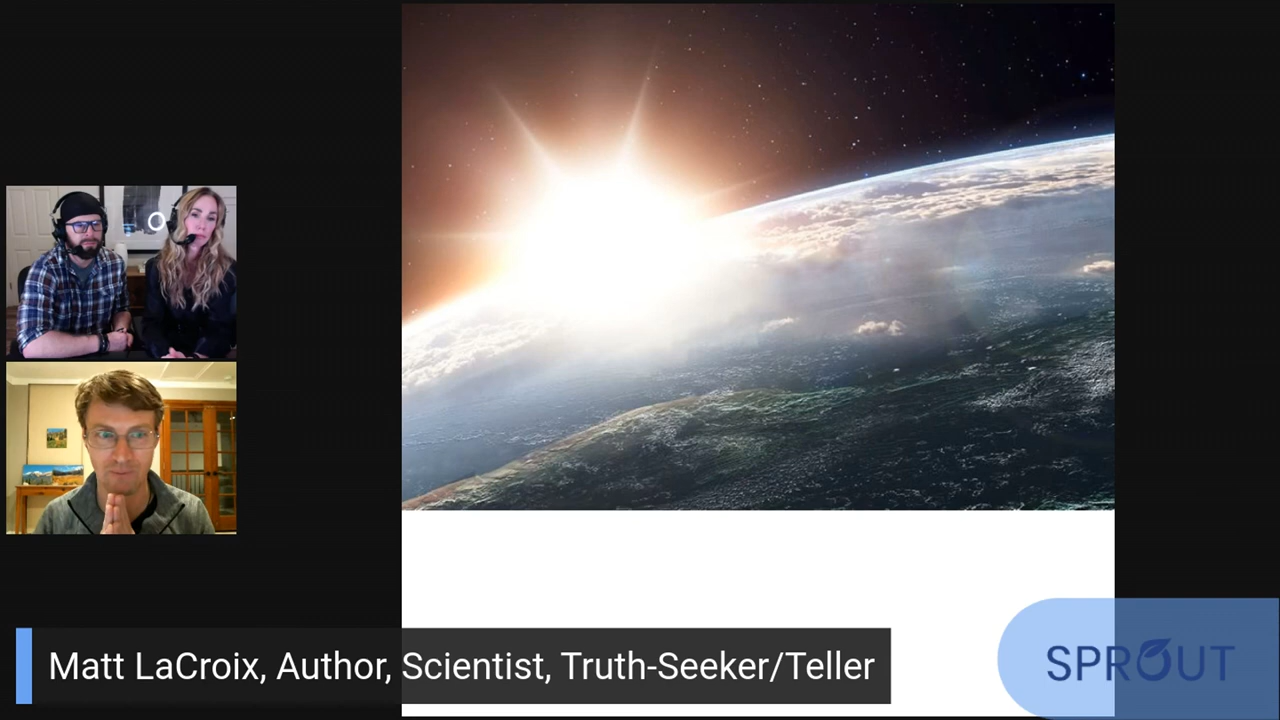 Matt LaCroix, Author, Scientist, Truth-Seeker/Teller
SPROUT